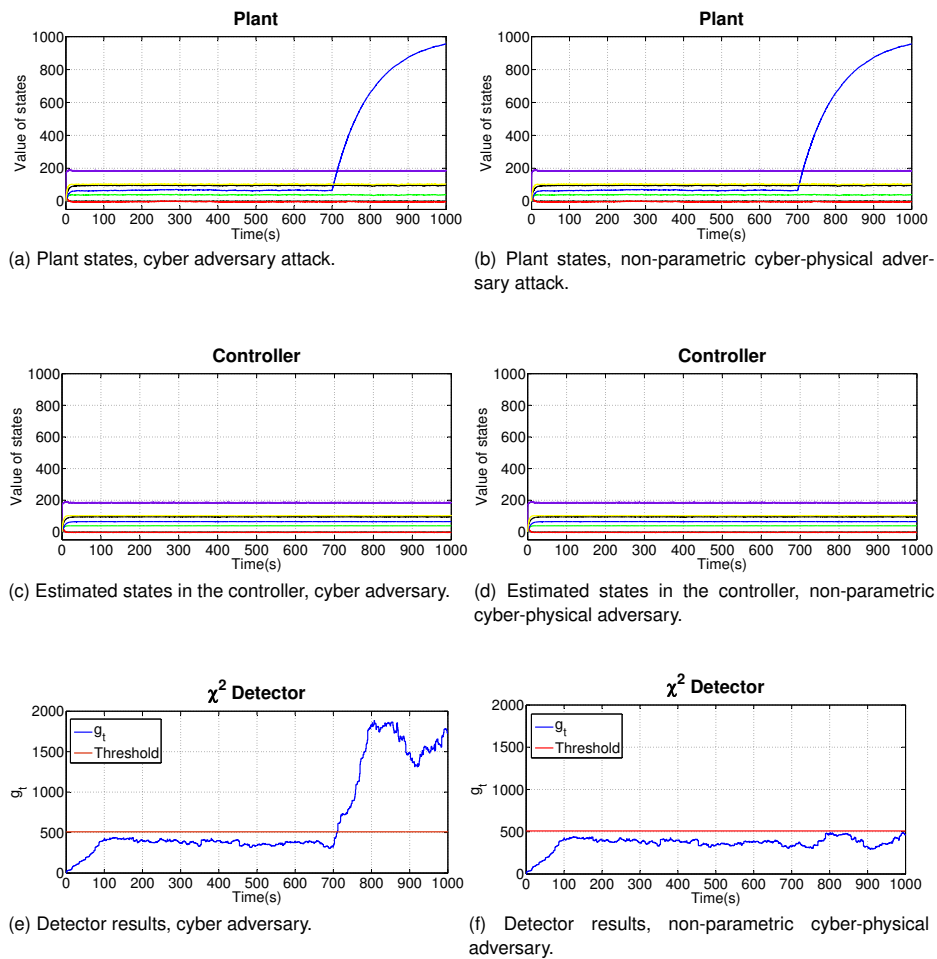 Plant
1000
800
600
400
200
0
Value of states
0 100 200 300 400 500 600 700 800 900 1000
Time(s)
(a) Plant states, cyber adversary attack.
Plant
1000
800
600
400
200
0
Value of states
0 100 200 300 400 500 600 700 800 900 1000
Time(s)
(b) Plant states, non-parametric cyber-physical adver-
sary attack.
Controller
1000
800
600
400
200
0
Value of states
0 100 200 300 400 500 600 700 800 900 1000
Time(s)
(c) Estimated states in the controller, cyber adversary.
Controller
1000
800
600
400
200
0
Value of states
0 100 200 300 400 500 600 700 800 900 1000
Time(s)
(d) Estimated states in the controller, non-parametric
cyber-physical adversary.
χ² Detector
2000
1500
1000
500
0
g_t
g_t
Threshold
0 100 200 300 400 500 600 700 800 900 1000
Time(s)
(e) Detector results, cyber adversary.
χ² Detector
2000
1500
1000
500
0
g_t
g_t
Threshold
0 100 200 300 400 500 600 700 800 900 1000
Time(s)
(f) Detector results, non-parametric cyber-physical
adversary.